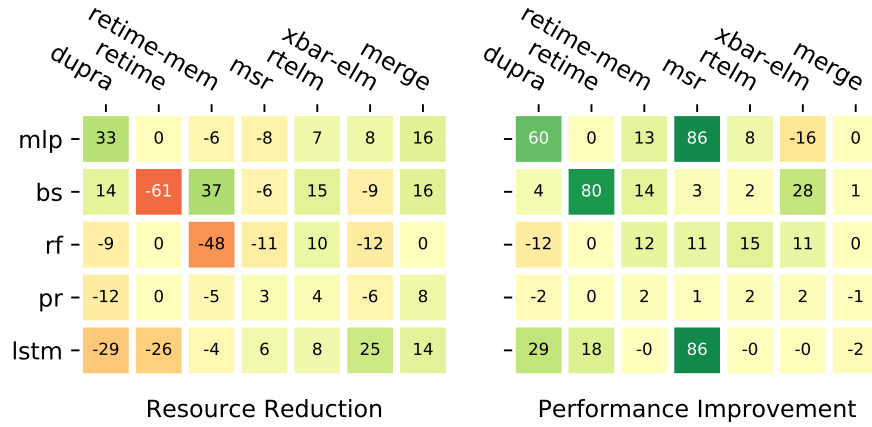 dupra retime retime-mem msr rtelm xbar-elm merge dupra retime retime-mem msr rtelm xbar-elm merge
mlp 33 0 -6 -8 7 8 16 60 0 13 86 8 -16 0
bs 14 -61 37 -6 15 -9 16 4 80 14 3 2 28 1
rf -9 0 -48 -11 10 -12 0 -12 0 12 11 15 11 0
pr -12 0 -5 3 4 -6 8 -2 0 2 1 2 2 -1
lstm -29 -26 -4 6 8 25 14 29 18 -0 86 -0 -0 -2
Resource Reduction Performance Improvement